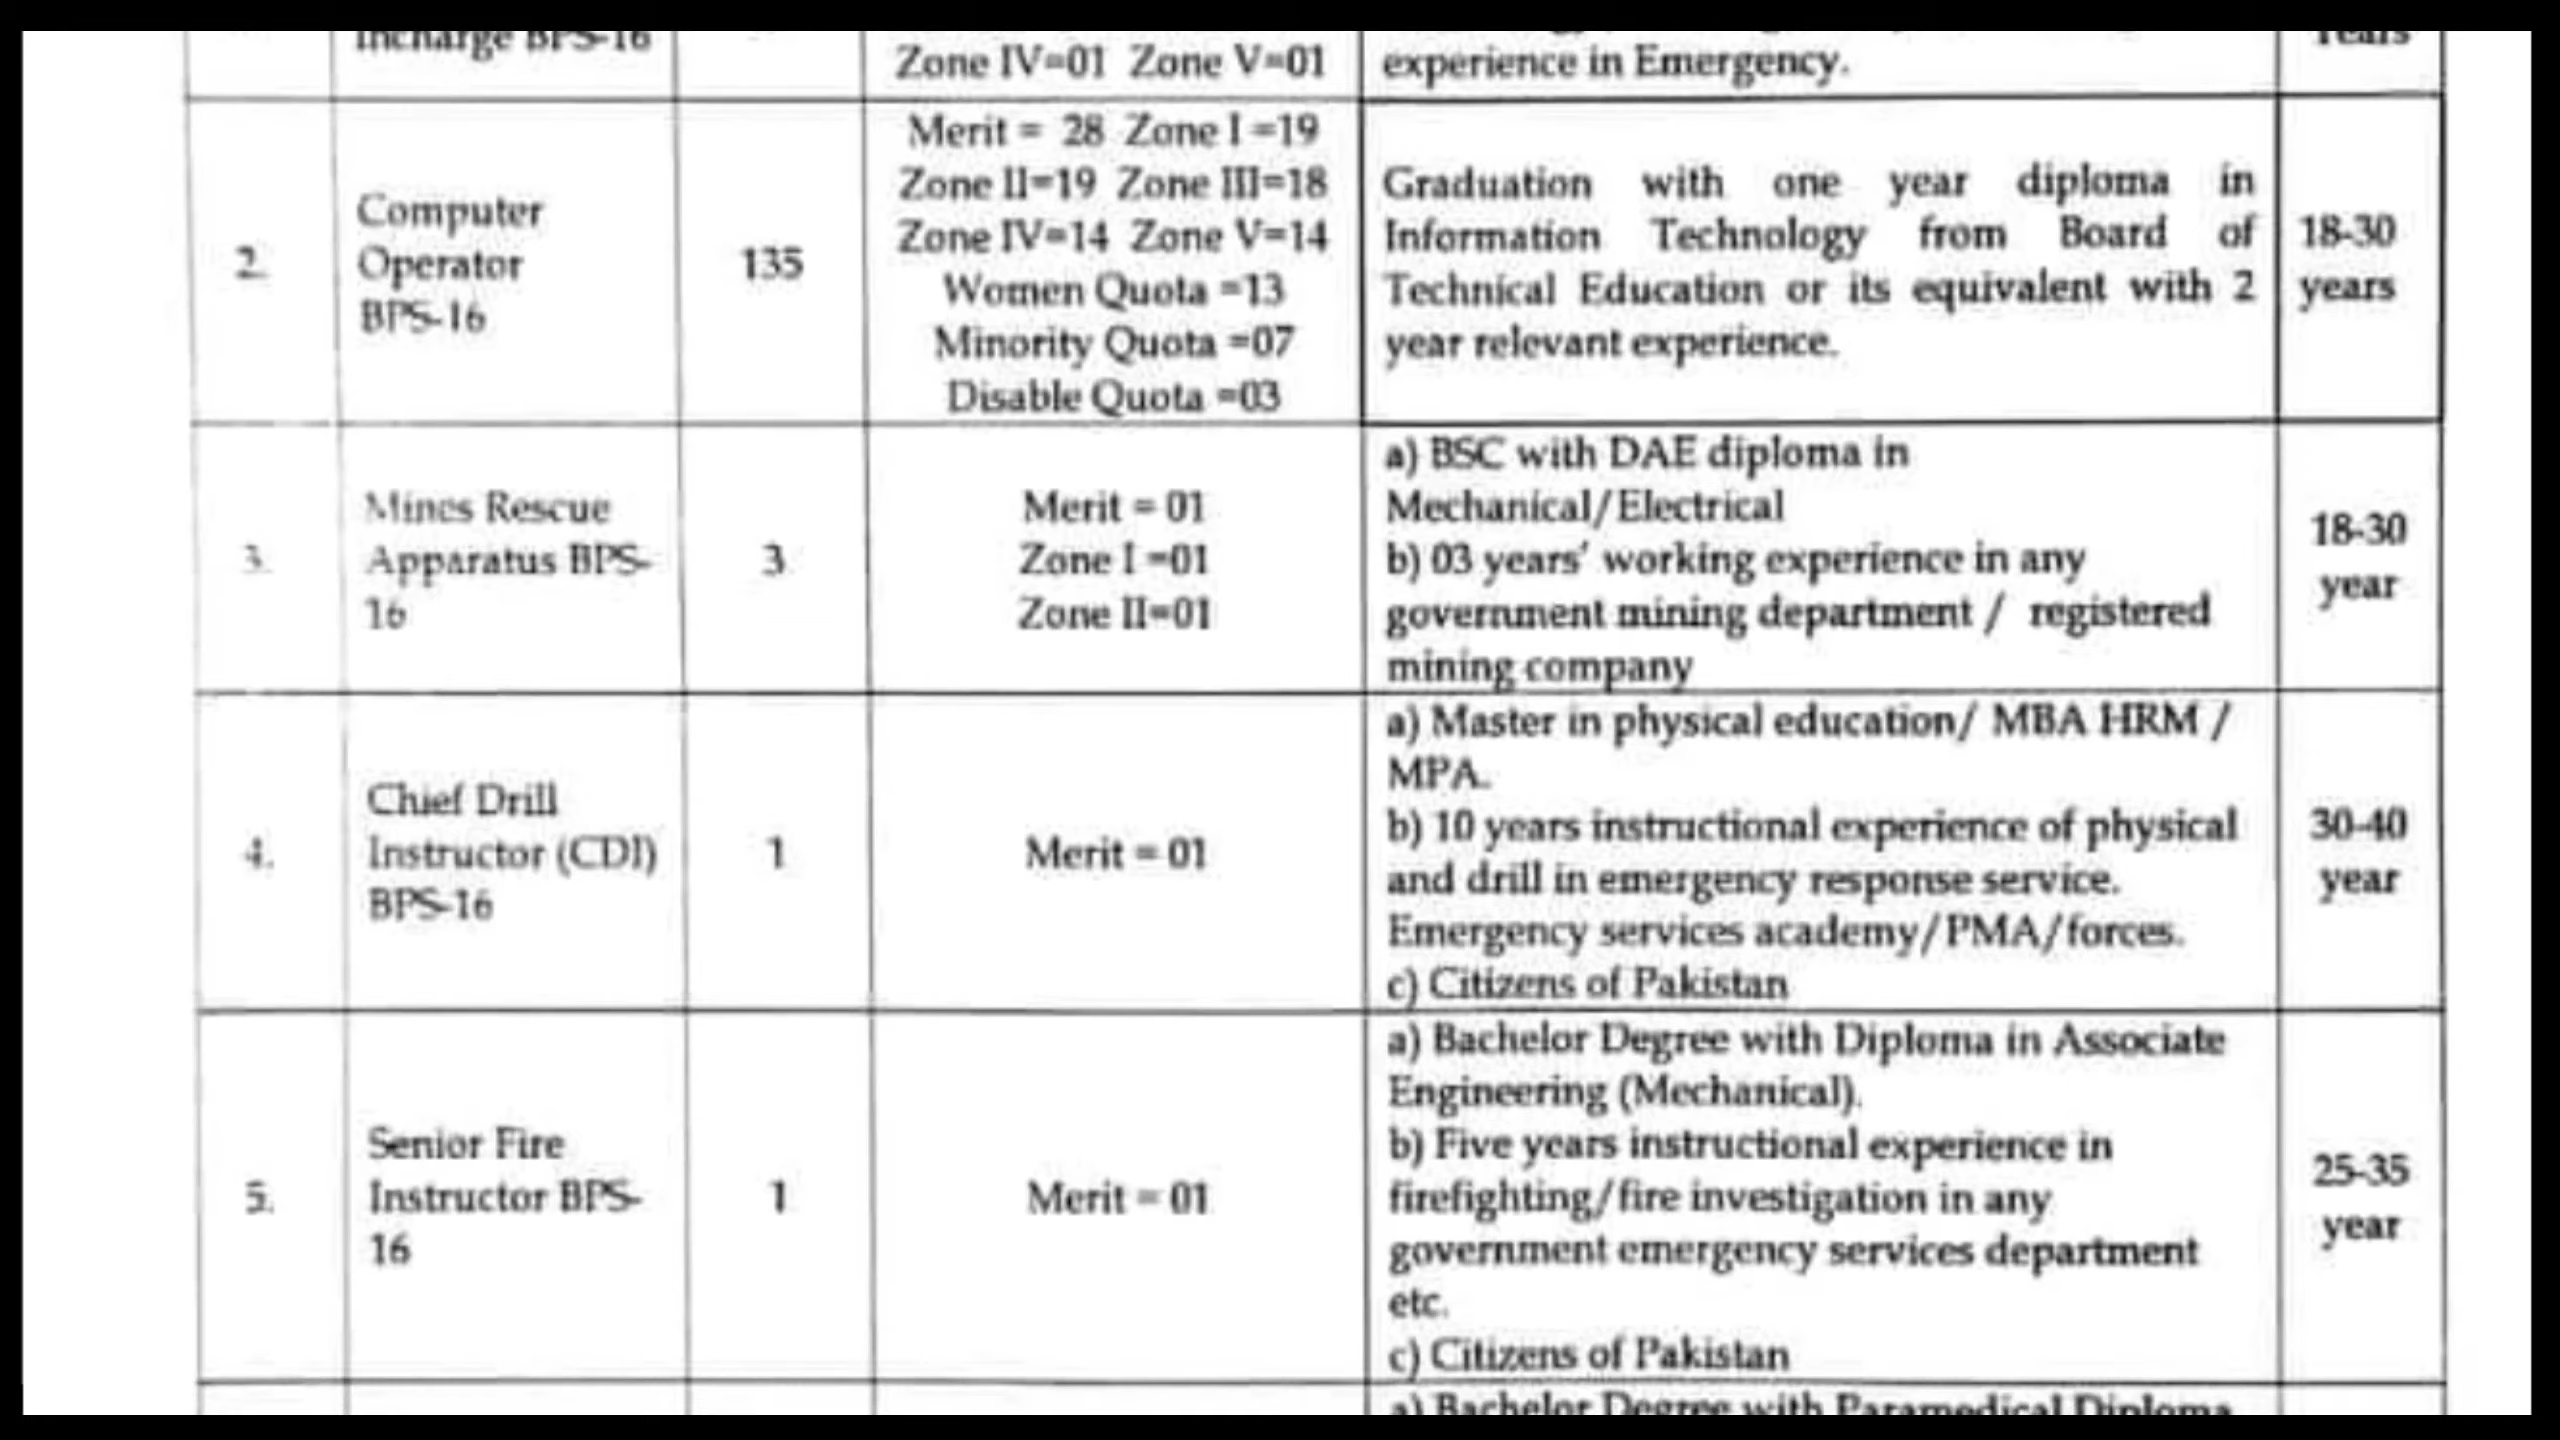 Incharge BPS-16
Zone IV=01 Zone V=01
experience in Emergency.
Years
2.
Computer
Operator
BPS-16
135
Merit = 28 Zone I =19
Zone II=19 Zone III=18
Zone IV=14 Zone V=14
Women Quota =13
Minority Quota =07
Disable Quota =03
Graduation with one year diploma in
Information Technology from Board of
Technical Education or its equivalent with 2
year relevant experience.
18-30
years
3.
Mines Rescue
Apparatus BPS-
16
3
Merit = 01
Zone I =01
Zone II=01
a) BSC with DAE diploma in
Mechanical/Electrical
b) 03 years' working experience in any
government mining department / registered
mining company
18-30
year
4.
Chief Drill
Instructor (CDI)
BPS-16
1
Merit = 01
a) Master in physical education/ MBA HRM /
MPA.
b) 10 years instructional experience of physical
and drill in emergency response service.
Emergency services academy/PMA/forces.
c) Citizens of Pakistan
30-40
year
5.
Senior Fire
Instructor BPS-
16
1
Merit = 01
a) Bachelor Degree with Diploma in Associate
Engineering (Mechanical).
b) Five years instructional experience in
firefighting/fire investigation in any
government emergency services department
etc.
c) Citizens of Pakistan
25-35
year
a) Bachelor Degree with Paramedical Diploma